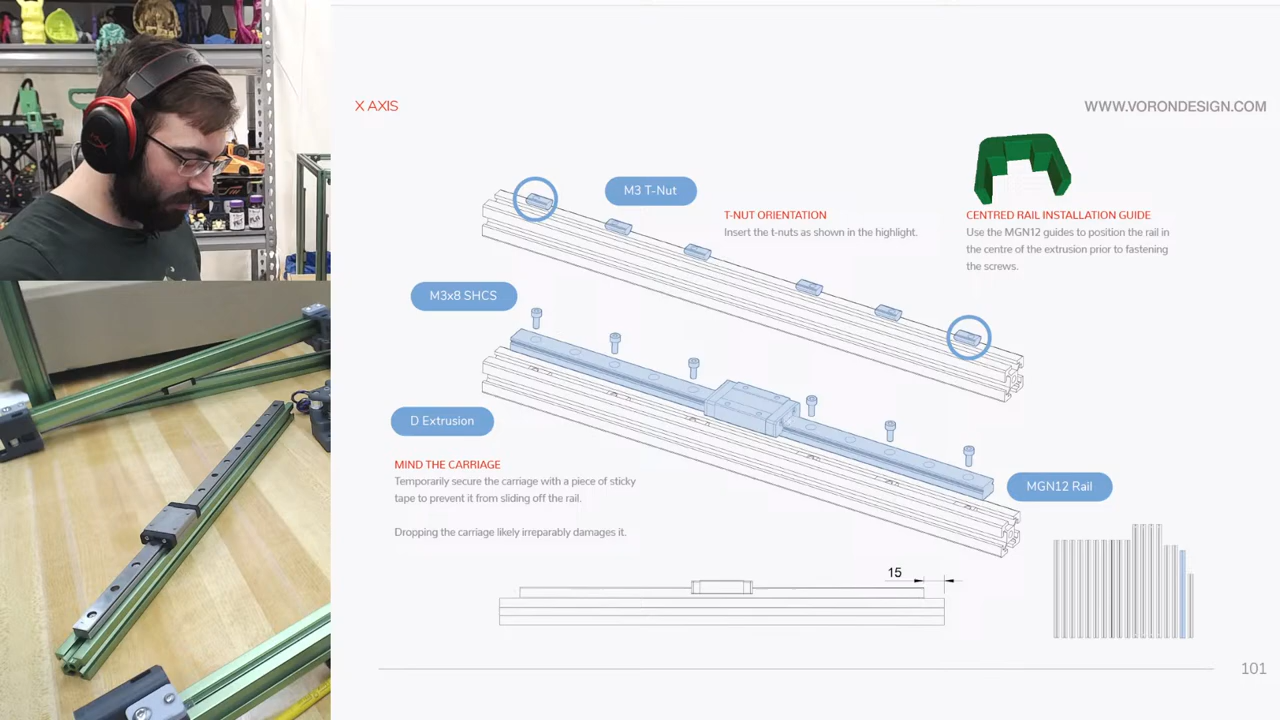 X AXIS
WWW.VORONDESIGN.COM
M3 T-Nut
T-NUT ORIENTATION
Insert the t-nuts as shown in the highlight.
CENTRED RAIL INSTALLATION GUIDE
Use the MGN12 guides to position the rail in
the centre of the extrusion prior to fastening
the screws.
M3x8 SHCS
D Extrusion
MIND THE CARRIAGE
Temporarily secure the carriage with a piece of sticky
tape to prevent it from sliding off the rail.
Dropping the carriage likely irreparably damages it.
MGN12 Rail
15
101